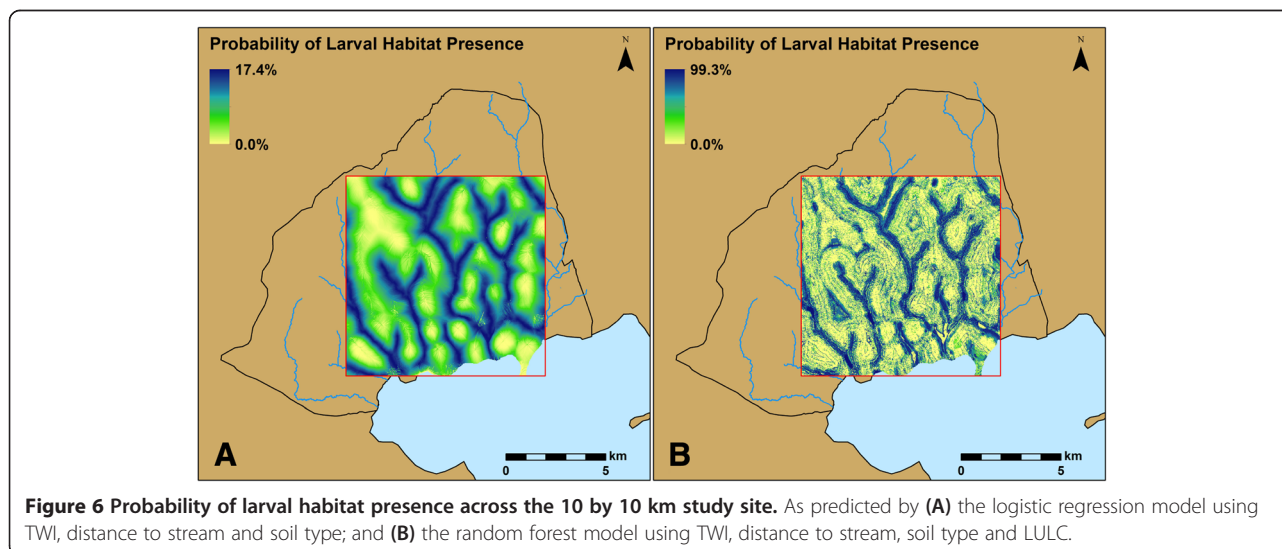 Probability of Larval Habitat Presence
17.4%
0.0%
N
km
0 5
A
Probability of Larval Habitat Presence
99.3%
0.0%
N
km
0 5
B
Figure 6 Probability of larval habitat presence across the 10 by 10 km study site. As predicted by (A) the logistic regression model using
TWI, distance to stream and soil type; and (B) the random forest model using TWI, distance to stream, soil type and LULC.